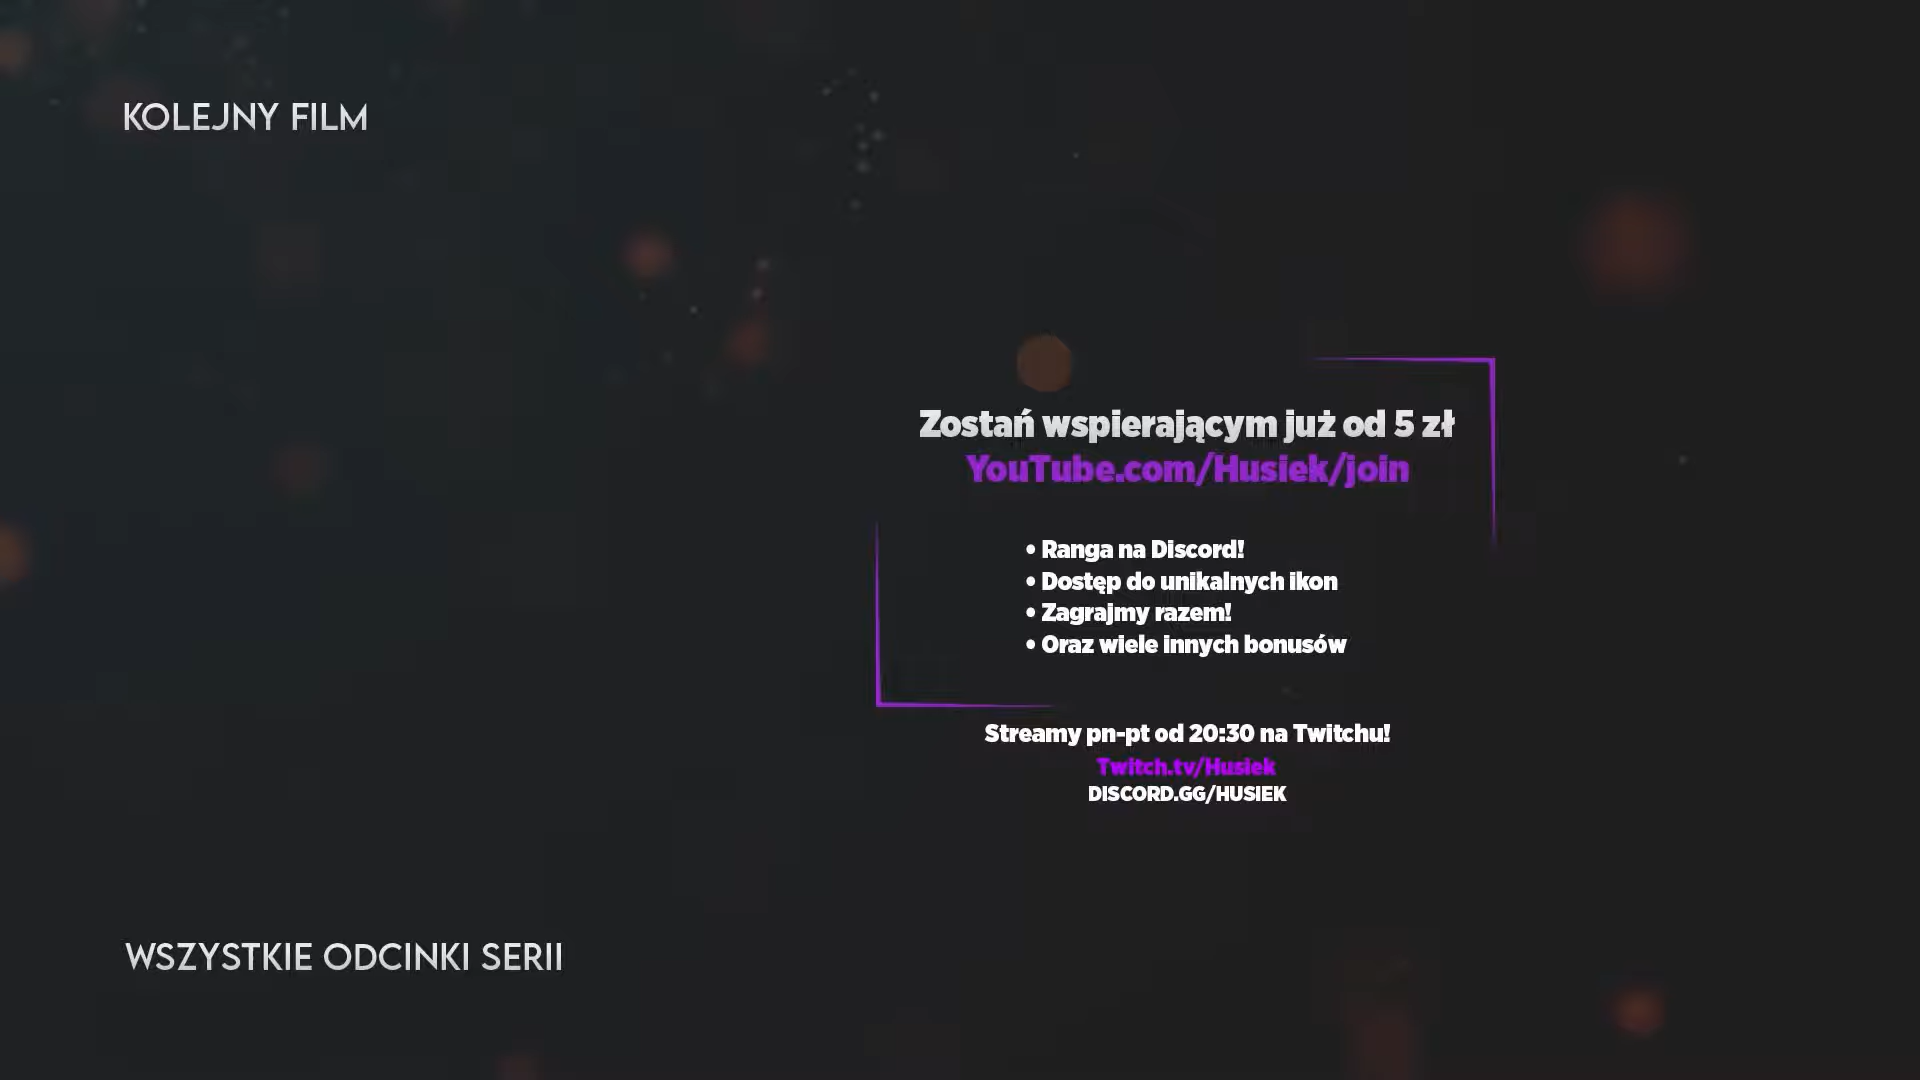 KOLEJNY FILM
Zostań wspierającym już od 5 zł
YouTube.com/Husiek/join
• Ranga na Discord!
• Dostęp do unikalnych ikon
• Zagrajmy razem!
• Oraz wiele innych bonusów
Streamy pn-pt od 20:30 na Twitchu!
Twitch.tv/Husiek
DISCORD.GG/HUSIEK
WSZYSTKIE ODCINKI SERII